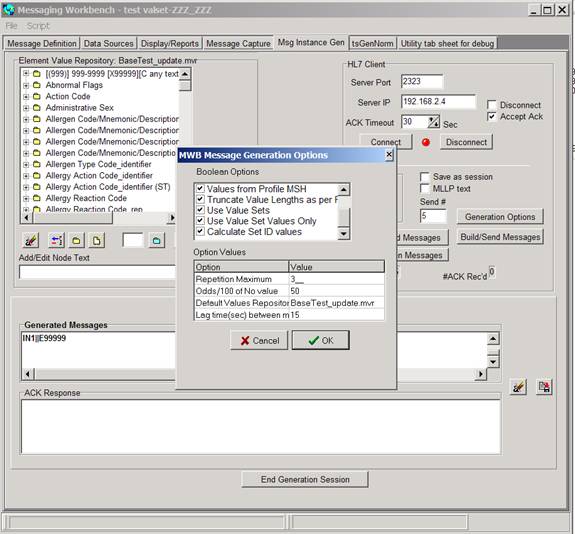 Messaging Workbench - test valset-ZZZ_ZZZ
File Script
Message Definition Data Sources Display/Reports Message Capture Msg Instance Gen tsGenNorm Utility tab sheet for debug
Element Value Repository: BaseTest_update.mvr
[(999)] 999-9999 [X99999][C any text
Abnormal Flags
Action Code
Administrative Sex
Allergen Code/Mnemonic/Description
Allergen Code/Mnemonic/Description
Allergen Code/Mnemonic/Description
Allergen Code/Mnemonic/Description
Allergen Type Code_identifier
Allergy Action Code_identifier
Allergy Action Code_identifier (ST)
Allergy Reaction Code
Allergy Reaction Code_rep
Add/Edit Node Text
HL7 Client
Server Port 2323
Server IP 192.168.2.4
Disconnect
Accept Ack
ACK Timeout 30 Sec
Connect Disconnect
Save as session
MLLP text
Send #
5 Generation Options
d Messages Build/Send Messages
n Messages
#ACK Rec'd 0
MWB Message Generation Options
Boolean Options
Values from Profile MSH
Truncate Value Lengths as per F
Use Value Sets
Use Value Set Values Only
Calculate Set ID values
Option Values
Option Value
Repetition Maximum 3__
Odds/100 of No value 50
Default Values Repositor BaseTest_update.mvr
Lag time(sec) between m 15
Cancel OK
Generated Messages
IN1||E99999
ACK Response
End Generation Session